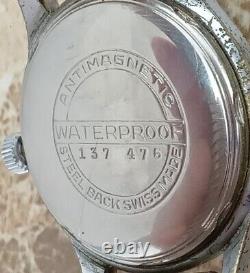 ANTIMAGNETIC
WATERPROOF
137 476
STEEL BACK SWISS MADE